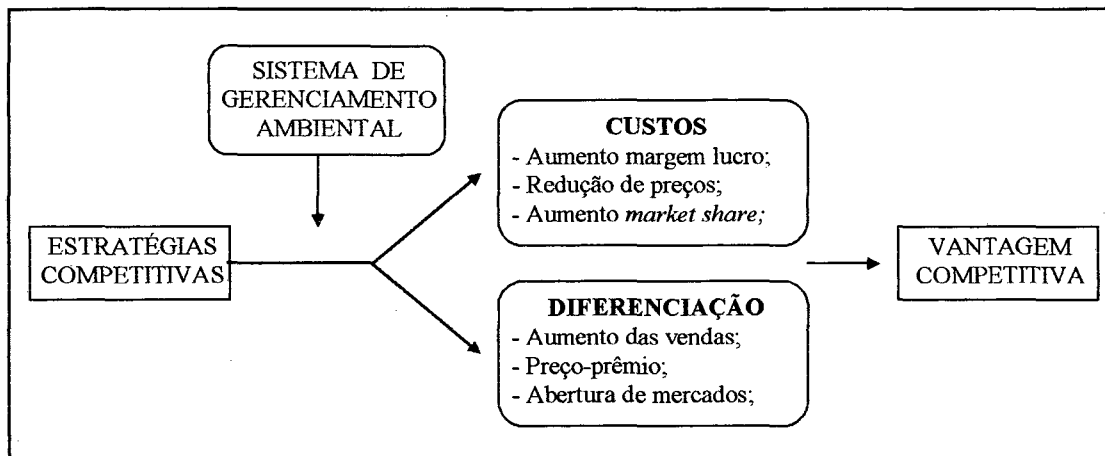 SISTEMA DE
GERENCIAMENTO
AMBIENTAL
ESTRATÉGIAS
COMPETITIVAS
CUSTOS
- Aumento margem lucro;
- Redução de preços;
- Aumento market share;
DIFERENCIAÇÃO
- Aumento das vendas;
- Preço-prêmio;
- Abertura de mercados;
VANTAGEM
COMPETITIVA